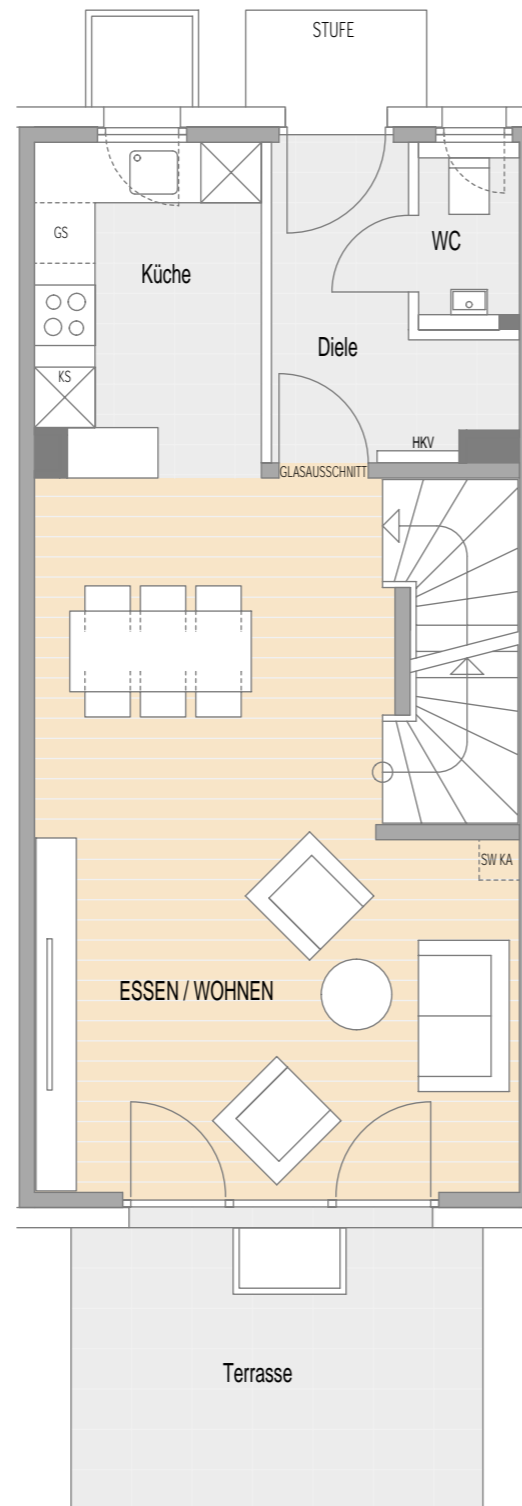 STUFE
GS
WC
Küche
Diele
KS
HKV
GLASAUSSCHNITT
SW KA
ESSEN / WOHNEN
Terrasse